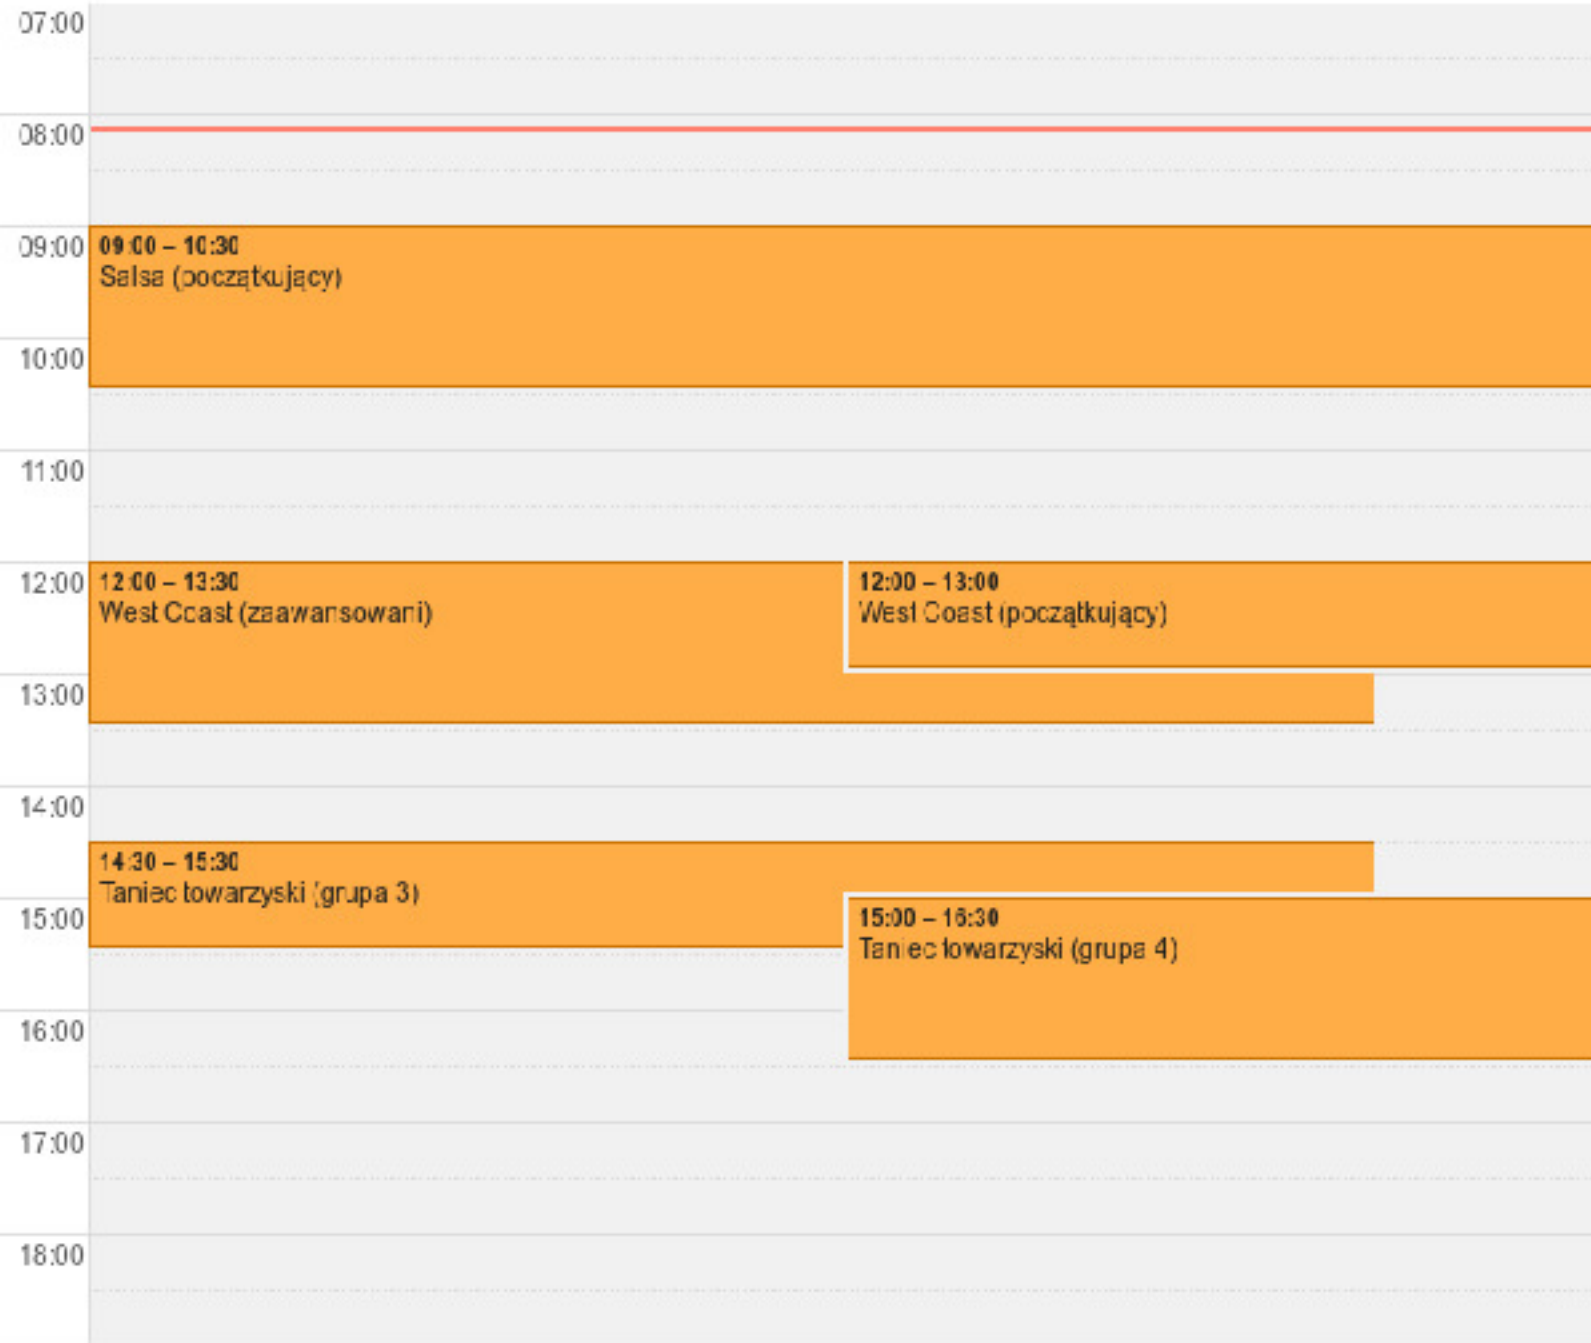 07:00
08:00
09:00
09:00 – 10:30
Salsa (początkujący)
10:00
11:00
12:00
12:00 – 13:30
West Coast (zaawansowani)
12:00 – 13:00
West Coast (początkujący)
13:00
14:00
14:30 – 15:30
Taniec towarzyski (grupa 3)
15:00
15:00 – 16:30
Taniec towarzyski (grupa 4)
16:00
17:00
18:00